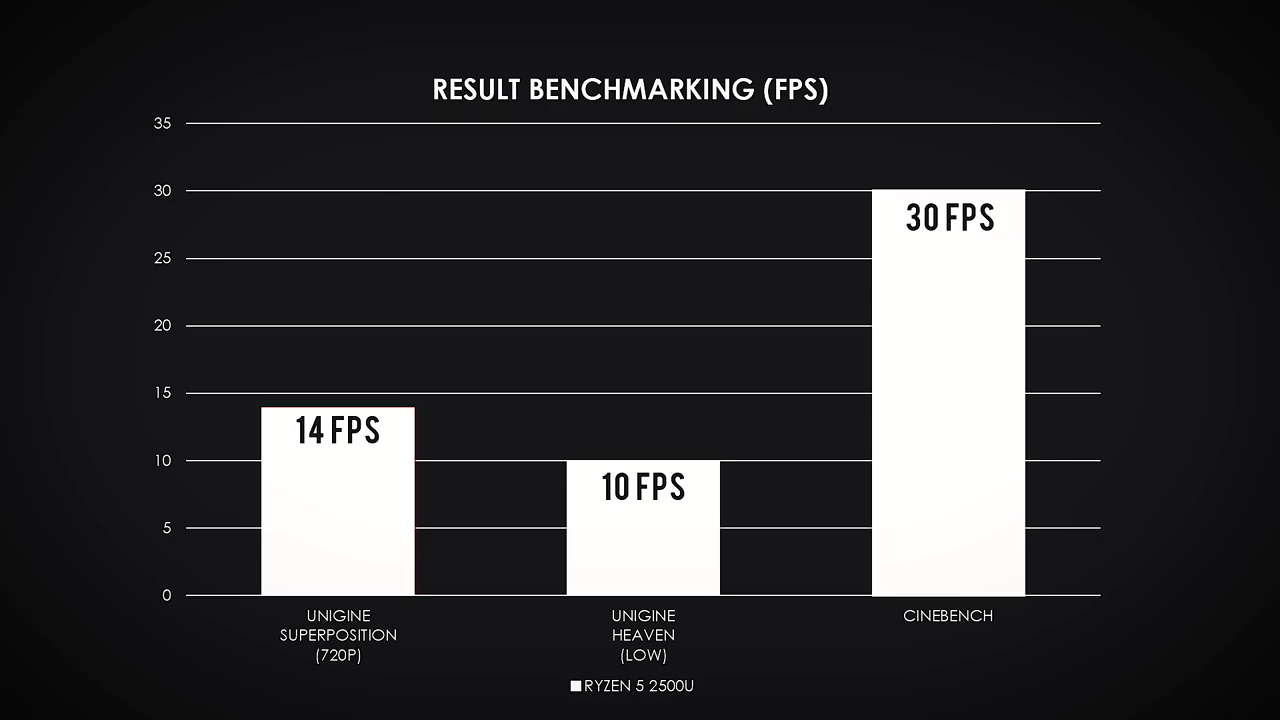 RESULT BENCHMARKING (FPS)
35
30
25
20
15
10
5
0
14 FPS
10 FPS
30 FPS
UNIGINE
SUPERPOSITION
(720P)
UNIGINE
HEAVEN
(LOW)
CINEBENCH
RYZEN 5 2500U